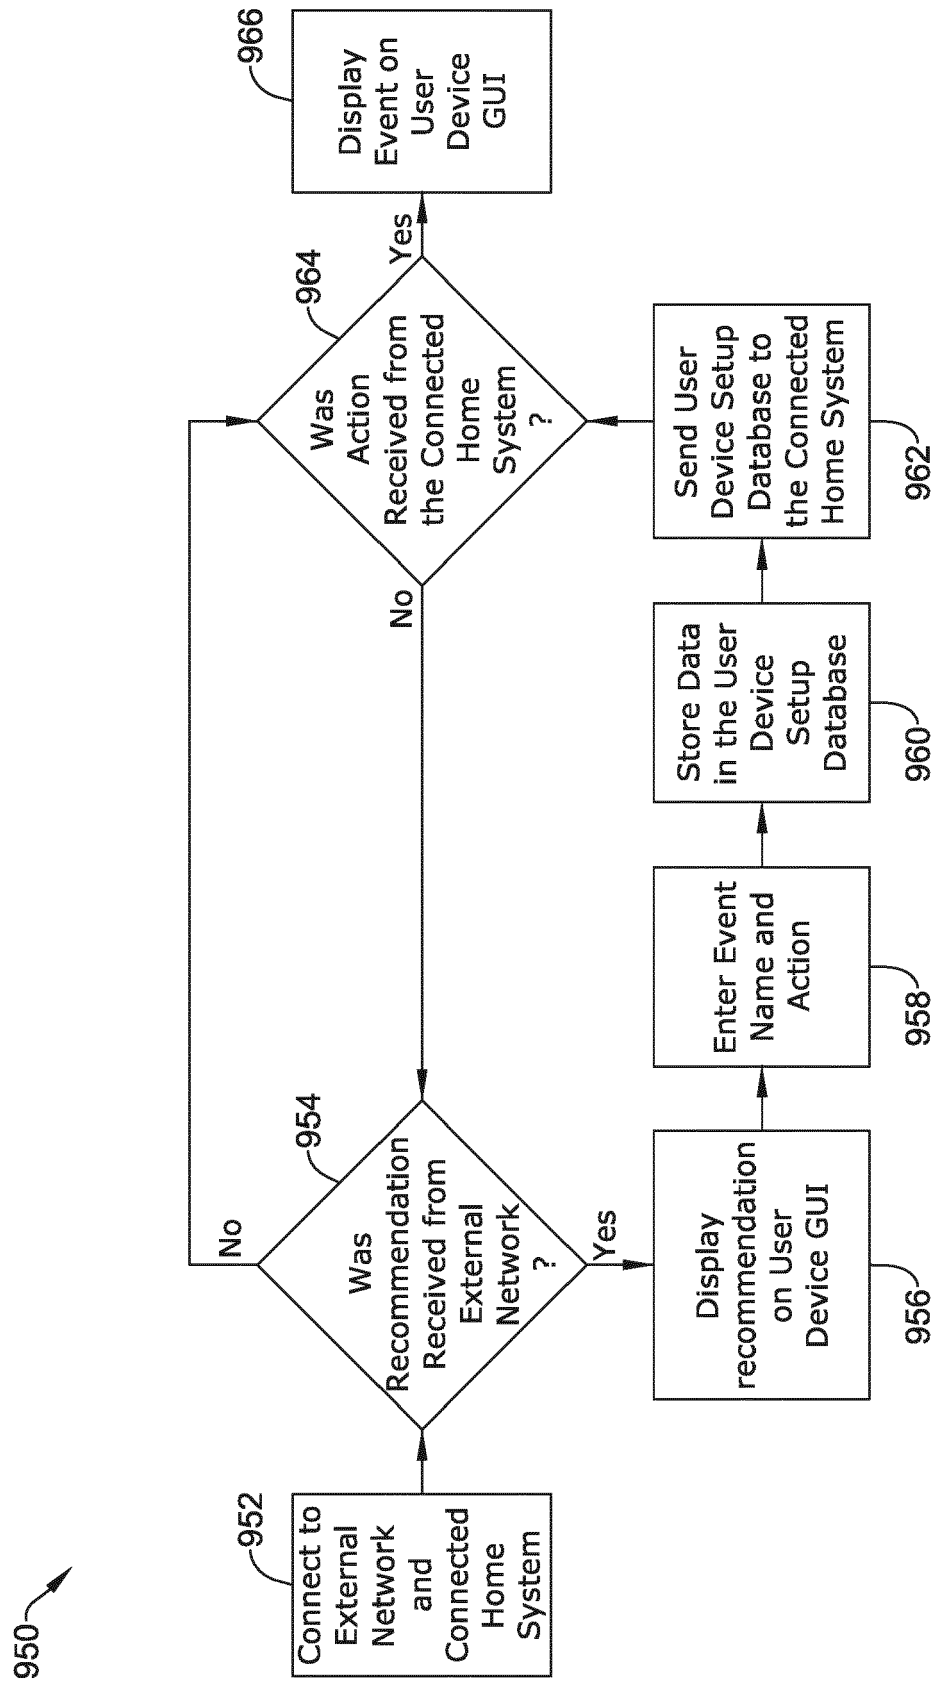 950
952
Connect to
External
Network
and
Connected
Home
System
954
Was
Recommendation
Received from
External
Network
?
No
Yes
Display
recommendation
on User
Device GUI
956
Enter Event
Name and
Action
958
Store Data
in the User
Device
Setup
Database
960
Send User
Device Setup
Database to
the Connected
Home System
962
964
Was
Action
Received from
the Connected
Home
System
?
No
Yes
966
Display
Event on
User
Device
GUI